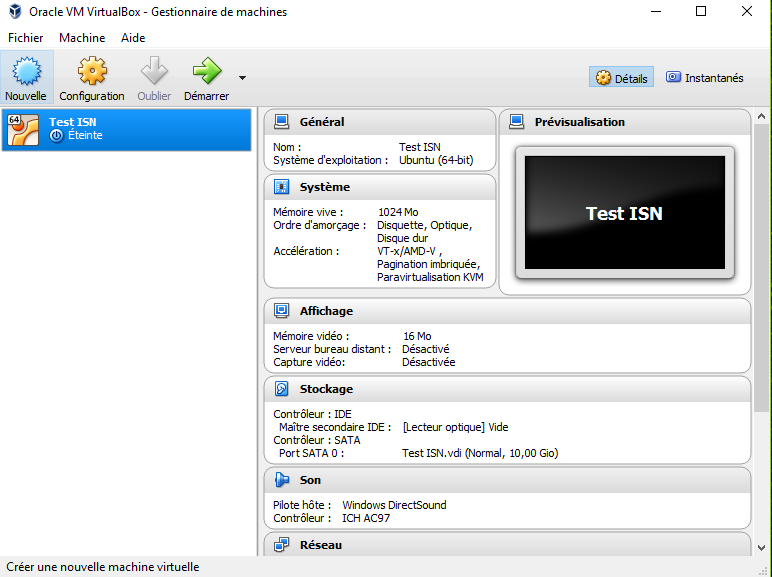 Oracle VM VirtualBox - Gestionnaire de machines
Fichier Machine Aide
Nouvelle Configuration Oublier Démarrer Détails Instantanés
64 Test ISN
Éteinte
Général
Nom : Test ISN
Système d'exploitation : Ubuntu (64-bit)
Prévisualisation
Test ISN
Système
Mémoire vive : 1024 Mo
Ordre d'amorçage : Disquette, Optique,
Disque dur
Accélération : VT-x/AMD-V ,
Pagination imbriquée,
Paravirtualisation KVM
Affichage
Mémoire vidéo : 16 Mo
Serveur bureau distant : Désactivé
Capture vidéo: Désactivée
Stockage
Contrôleur : IDE
Maître secondaire IDE : [Lecteur optique] Vide
Contrôleur : SATA
Port SATA 0 : Test ISN.vdi (Normal, 10,00 Gio)
Son
Pilote hôte : Windows DirectSound
Contrôleur : ICH AC97
Réseau
Créer une nouvelle machine virtuelle